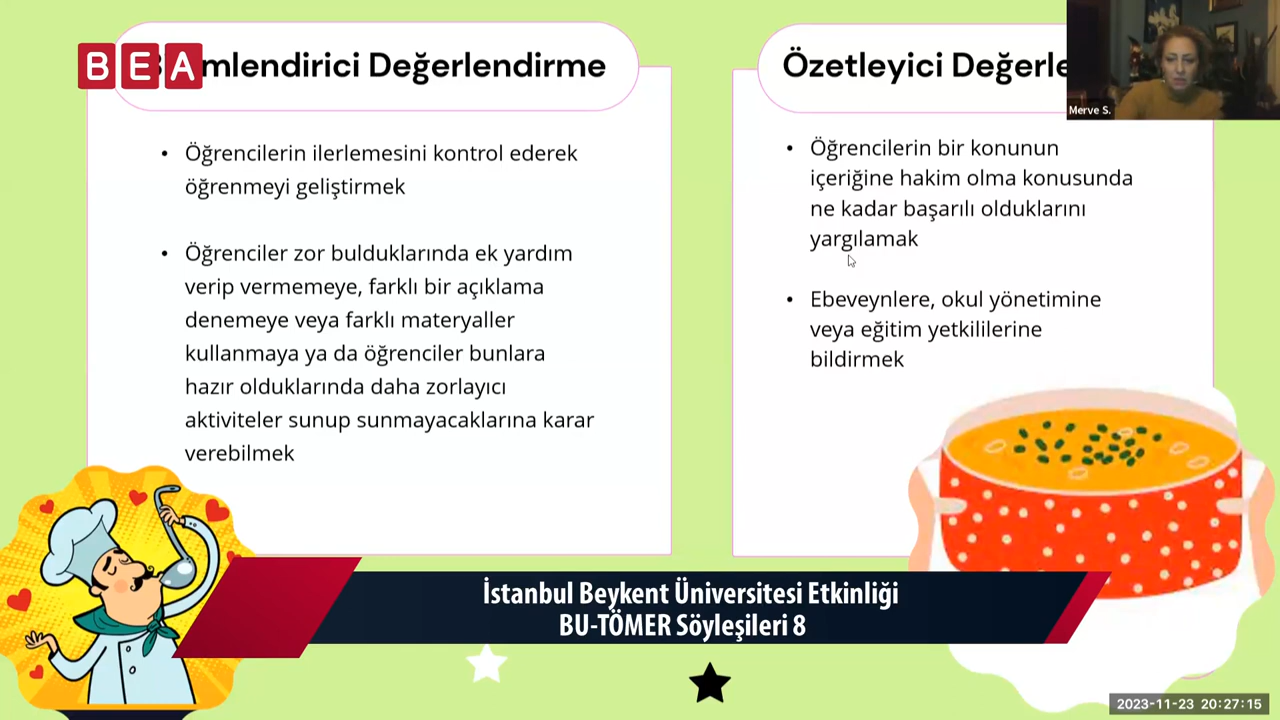 BEA
mlendirici Değerlendirme
Özetleyici Değerle
Merve S.
• Öğrencilerin ilerlemesini kontrol ederek
öğrenmeyi geliştirmek
• Öğrenciler zor bulduklarında ek yardım
verip vermemeye, farklı bir açıklama
denemeye veya farklı materyaller
kullanmaya ya da öğrenciler bunlara
hazır olduklarında daha zorlayıcı
aktiviteler sunup sunmayacaklarına karar
verebilmek
• Öğrencilerin bir konunun
içeriğine hakim olma konusunda
ne kadar başarılı olduklarını
yargılamak
• Ebeveynlere, okul yönetimine
veya eğitim yetkililerine
bildirmek
İstanbul Beykent Üniversitesi Etkinliği
BU-TÖMER Söyleşileri 8
2023-11-23 20:27:15